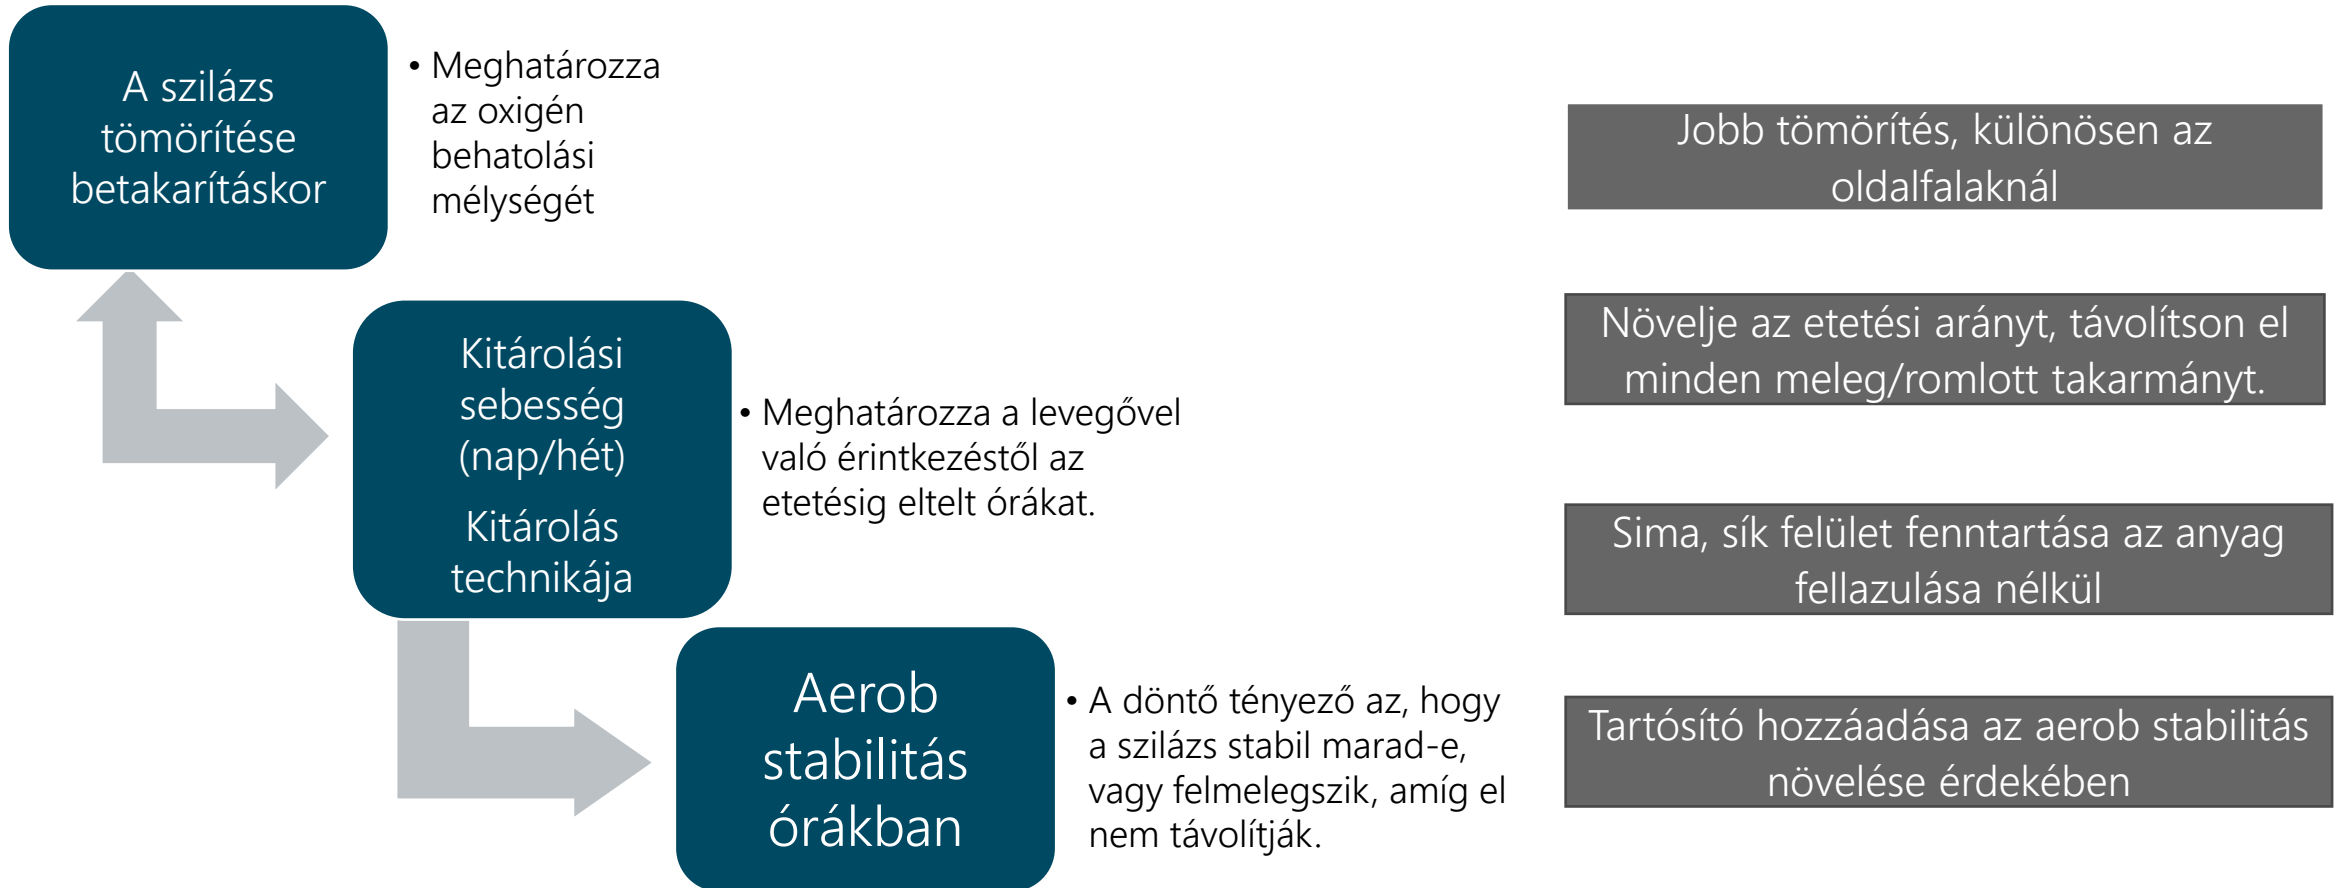 A szilázs
tömörítése
betakarításkor
• Meghatározza
az oxigén
behatolási
mélységét
Kitárolási
sebesség
(nap/hét)
Kitárolás
technikája
• Meghatározza a levegővel
való érintkezéstől az
etetésig eltelt órákat.
Aerob
stabilitás
órákban
• A döntő tényező az, hogy
a szilázs stabil marad-e,
vagy felmelegszik, amíg el
nem távolítják.
Jobb tömörítés, különösen az
oldalfalaknál
Növelje az etetési arányt, távolítson el
minden meleg/romlott takarmányt.
Sima, sík felület fenntartása az anyag
fellazulása nélkül
Tartósító hozzáadása az aerob stabilitás
növelése érdekében